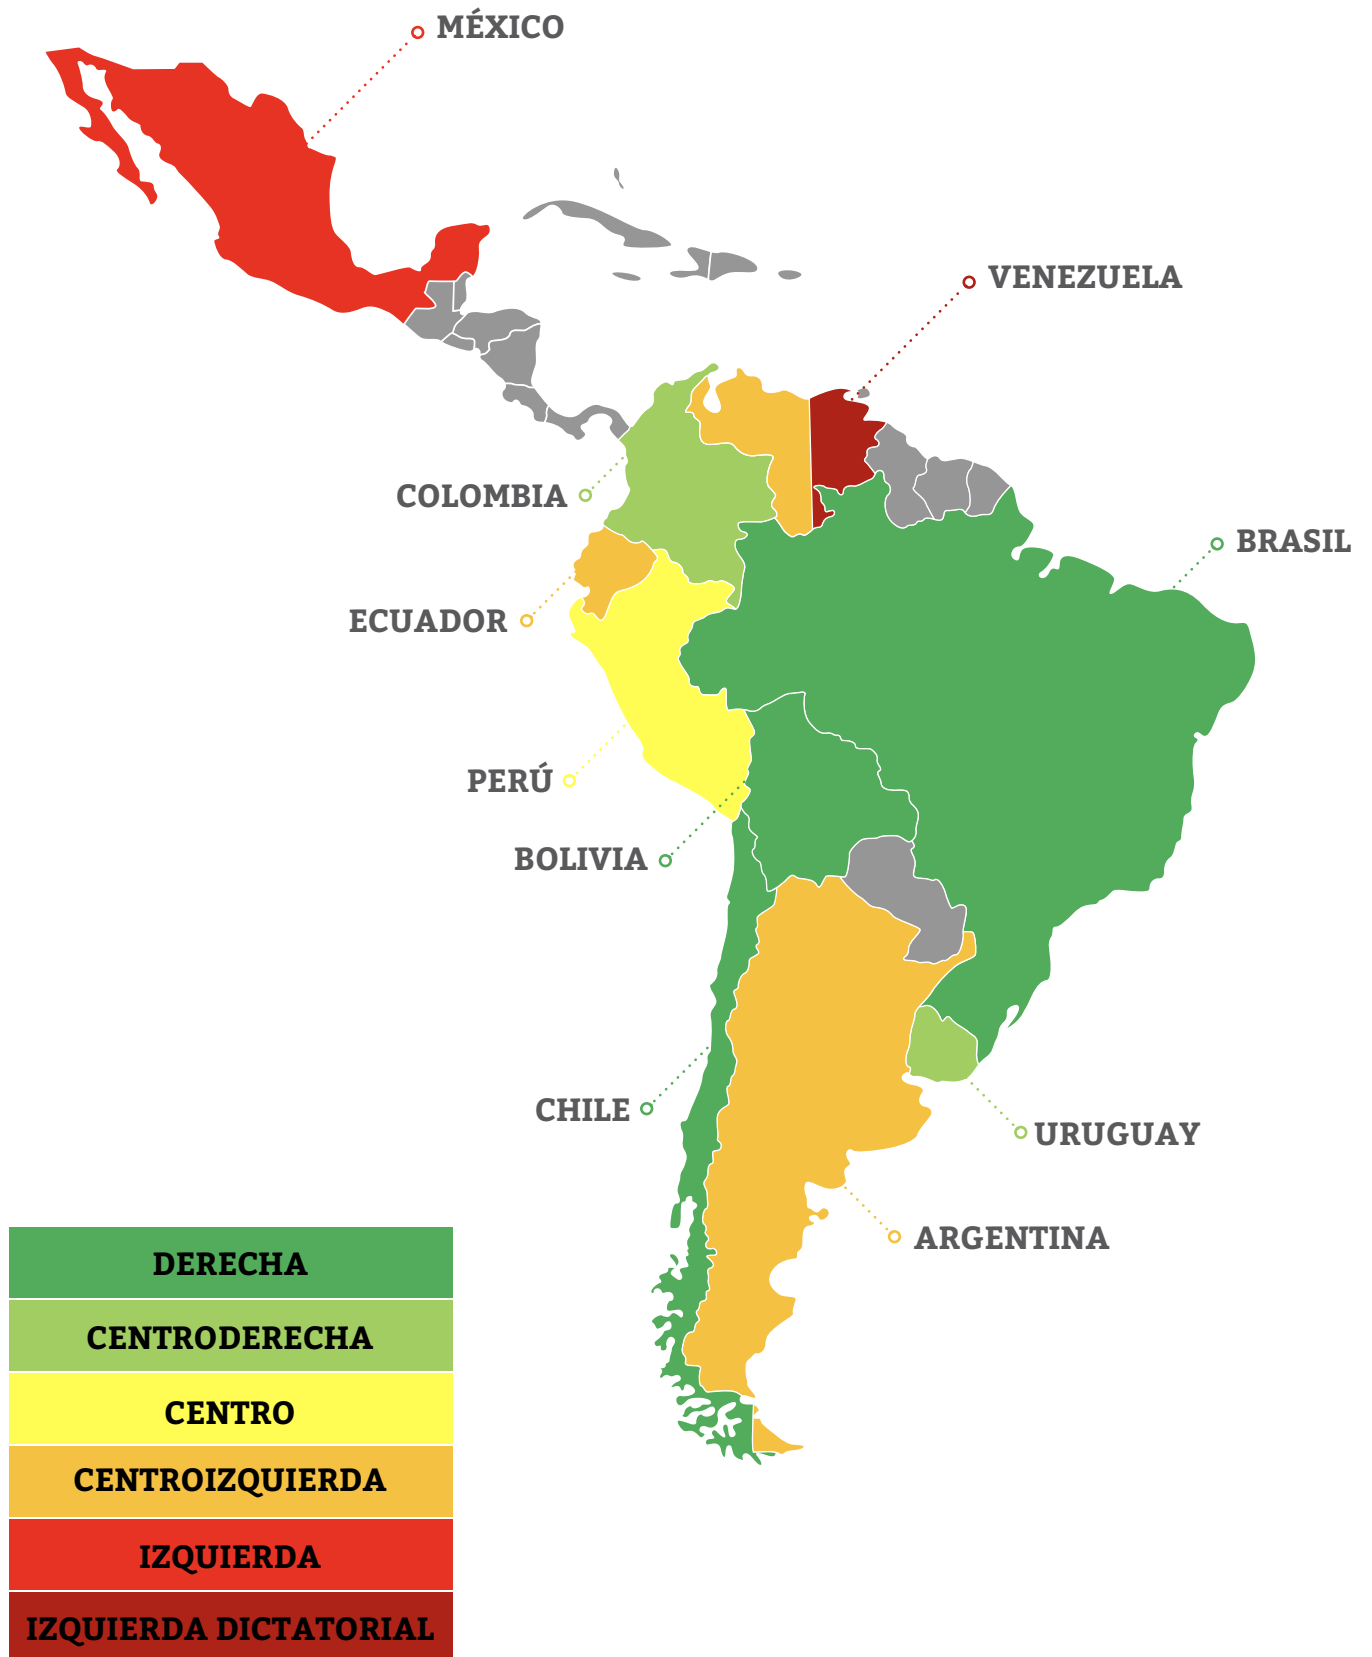 MÉXICO
VENEZUELA
COLOMBIA
BRASIL
ECUADOR
PERÚ
BOLIVIA
CHILE
URUGUAY
ARGENTINA
DERECHA
CENTRODERECHA
CENTRO
CENTROIZQUIERDA
IZQUIERDA
IZQUIERDA DICTATORIAL